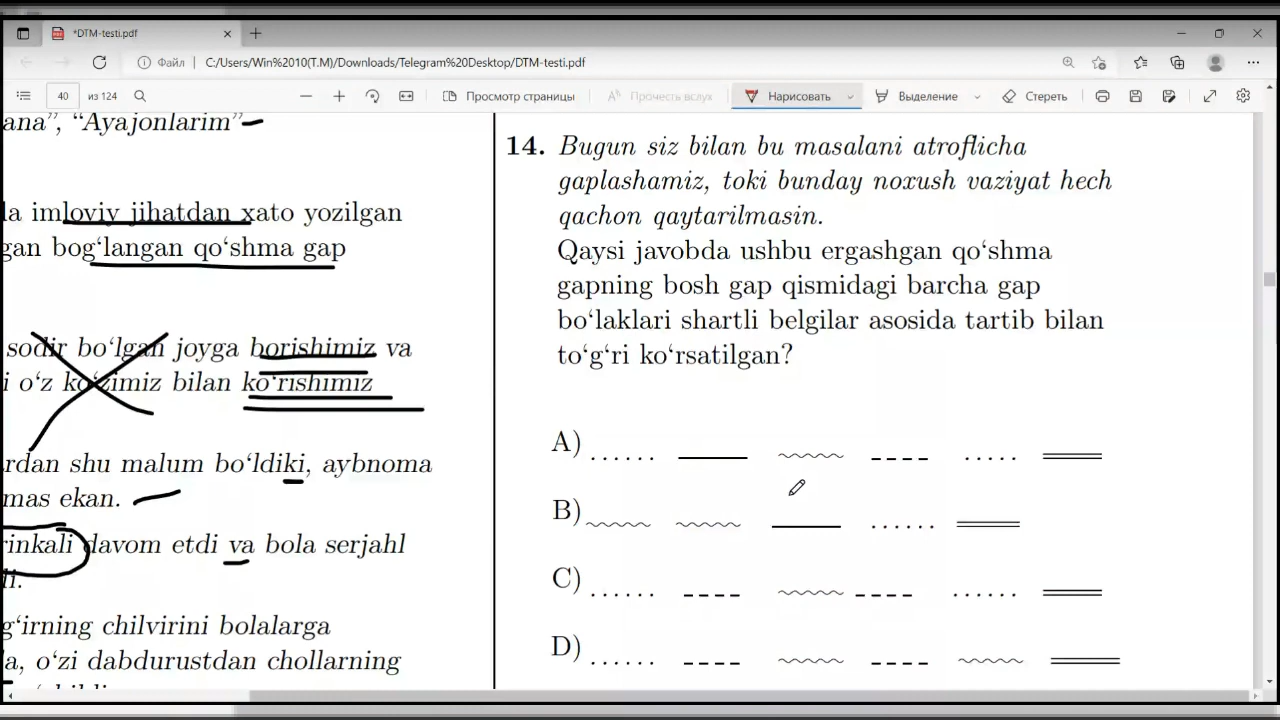 *DTM-testi.pdf
Файл
C:/Users/Win%2010(T.M)/Downloads/Telegram%20Desktop/DTM-testi.pdf
40 из 124
Просмотр страницы
Прочесть вслух
Нарисовать
Выделение
Стереть
ana”, “Ayajonlarim”
la imloviy jihatdan xato yozilgan
gan bog‘langan qo‘shma gap
sodir bo‘lgan joyga borishimiz va
i o‘z ko‘zimiz bilan ko‘rishimiz
rdan shu malum bo‘ldiki, aybnoma
mas ekan.
rinkali davom etdi va bola serjahl
li.
g‘irning chilvirini bolalarga
a, o‘zi dabdurustdan chollarning
14. Bugun siz bilan bu masalani atroflicha
gaplashamiz, toki bunday noxush vaziyat hech
qachon qaytarilmasin.
Qaysi javobda ushbu ergashgan qo‘shma
gapning bosh gap qismidagi barcha gap
bo‘laklari shartli belgilar asosida tartib bilan
to‘g‘ri ko‘rsatilgan?
A)
B)
C)
D)